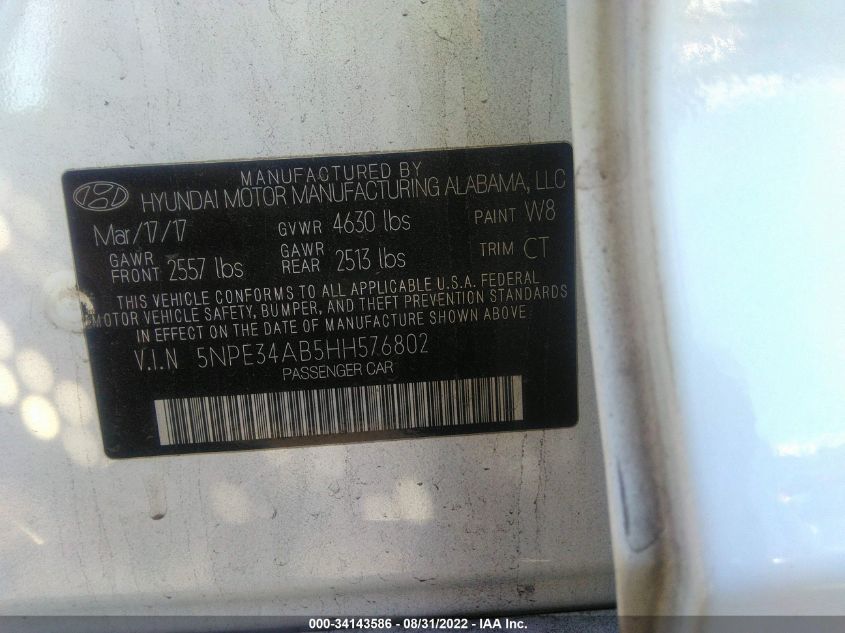 MANUFACTURED BY
HYUNDAI MOTOR MANUFACTURING ALABAMA, LLC
Mar/17/17 GVWR 4630 lbs PAINT W8
GAWR FRONT 2557 lbs GAWR REAR 2513 lbs TRIM CT
THIS VEHICLE CONFORMS TO ALL APPLICABLE U.S.A. FEDERAL
MOTOR VEHICLE SAFETY, BUMPER, AND THEFT PREVENTION STANDARDS
IN EFFECT ON THE DATE OF MANUFACTURE SHOWN ABOVE.
V.I.N 5NPE34AB5HH576802
PASSENGER CAR
000-34143586 - 08/31/2022 - IAA Inc.